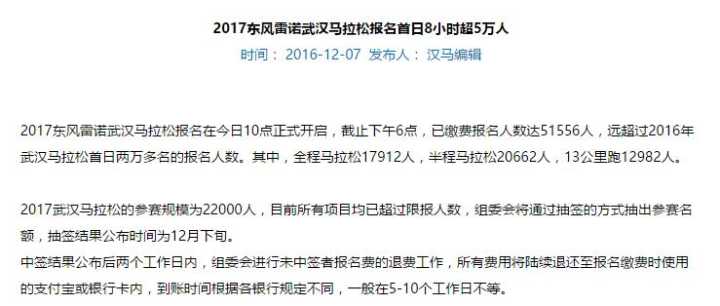 2017东风雷诺武汉马拉松报名首日8小时超5万人
时间： 2016-12-07 发布人： 汉马编辑
2017东风雷诺武汉马拉松报名在今日10点正式开启，截止下午6点，已缴费报名人数达51556人，远超过2016年
武汉马拉松首日两万多名的报名人数。其中，全程马拉松17912人，半程马拉松20662人，13公里跑12982人。
2017武汉马拉松的参赛规模为22000人，目前所有项目均已超过限报人数，组委会将通过抽签的方式抽出参赛名
额，抽签结果公布时间为12月下旬。
中签结果公布后两个工作日内，组委会进行未中签者报名费的退费工作，所有费用将陆续退还至报名缴费时使用
的支付宝或银行卡内，到账时间根据各银行规定不同，一般在5-10个工作日不等。